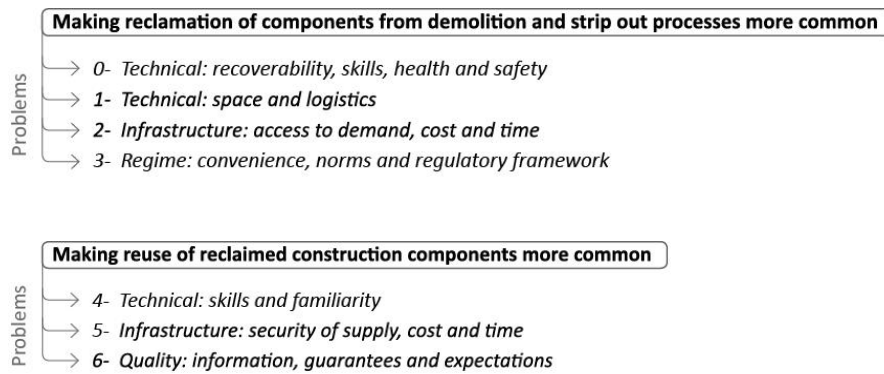 Making reclamation of components from demolition and strip out processes more common
Problems
0- Technical: recoverability, skills, health and safety
1- Technical: space and logistics
2- Infrastructure: access to demand, cost and time
3- Regime: convenience, norms and regulatory framework
Making reuse of reclaimed construction components more common
Problems
4- Technical: skills and familiarity
5- Infrastructure: security of supply, cost and time
6- Quality: information, guarantees and expectations